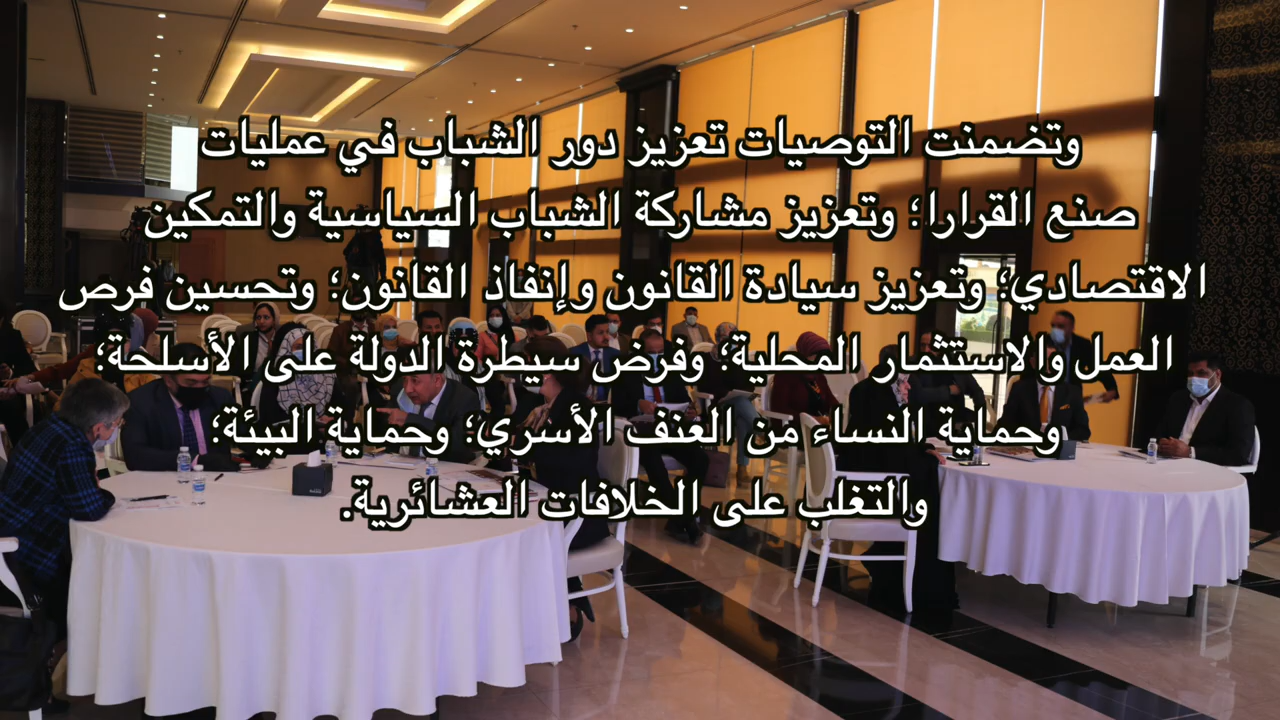 وتضمنت التوصيات تعزيز دور الشباب في عمليات
صنع القرارا؛ وتعزيز مشاركة الشباب السياسية والتمكين
الاقتصادي؛ وتعزيز سيادة القانون وإنفاذ القانون؛ وتحسين فرص
العمل والاستثمار المحلية؛ وفرض سيطرة الدولة على الأسلحة؛
وحماية النساء من العنف الأسري؛ وحماية البيئة؛
والتغلب على الخلافات العشائرية.